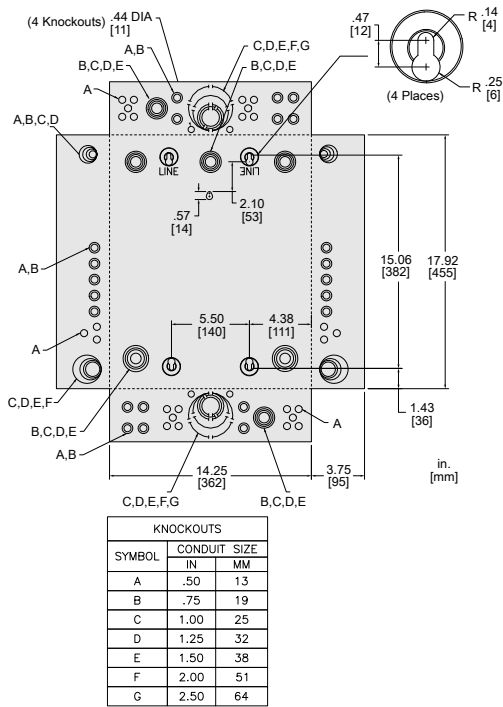 (4 Knockouts) .44 DIA
[11]
C,D,E,F,G
B,C,D,E
A,B
B,C,D,E
A
A,B,C,D
.47
[12]
R .14
[4]
R .25
[6]
(4 Places)
LINE
LINE
.57
[14]
2.10
[53]
15.06
[382]
17.92
[455]
A,B
5.50
[140]
4.38
[111]
A
C,D,E,F
B,C,D,E
A,B
A
1.43
[36]
14.25
[362]
3.75
[95]
in.
[mm]
C,D,E,F,G
B,C,D,E
KNOCKOUTS
SYMBOL CONDUIT SIZE
IN MM
A .50 13
B .75 19
C 1.00 25
D 1.25 32
E 1.50 38
F 2.00 51
G 2.50 64